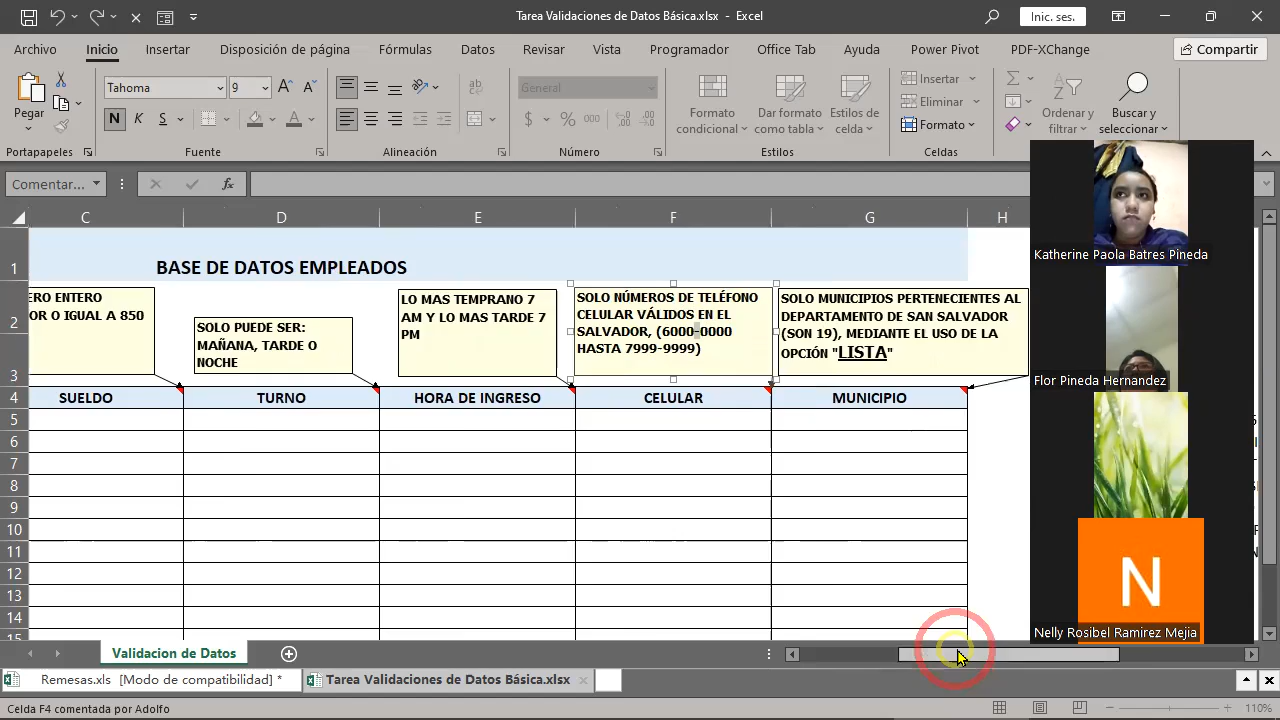 Tarea Validaciones de Datos Básica.xlsx - Excel
Inic. ses.
Archivo Inicio Insertar Disposición de página Fórmulas Datos Revisar Vista Programador Office Tab Ayuda Power Pivot PDF-XChange Compartir
Tahoma 9
General
Insertar
Eliminar
Formato
Pegar
N K S
$ % 000
Formato condicional
Dar formato como tabla
Estilos de celda
Ordenar y filtrar
Buscar y seleccionar
Portapapeles Fuente Alineación Número Estilos Celdas
Comentar...
fx
C D E F G H
1 BASE DE DATOS EMPLEADOS
2
3
ERO ENTERO
OR O IGUAL A 850
SOLO PUEDE SER:
MAÑANA, TARDE O
NOCHE
LO MAS TEMPRANO 7
AM Y LO MAS TARDE 7
PM
SOLO NÚMEROS DE TELÉFONO
CELULAR VÁLIDOS EN EL
SALVADOR, (6000-0000
HASTA 7999-9999)
SOLO MUNICIPIOS PERTENECIENTES AL
DEPARTAMENTO DE SAN SALVADOR
(SON 19), MEDIANTE EL USO DE LA
OPCIÓN "LISTA"
4 SUELDO TURNO HORA DE INGRESO CELULAR MUNICIPIO
5
6
7
8
9
10
11
12
13
14
15
Katherine Paola Batres Pineda
Flor Pineda Hernandez
N
Nelly Rosibel Ramirez Mejia
Validacion de Datos
Remesas.xls [Modo de compatibilidad] *
Tarea Validaciones de Datos Básica.xlsx
Celda F4 comentada por Adolfo
110%